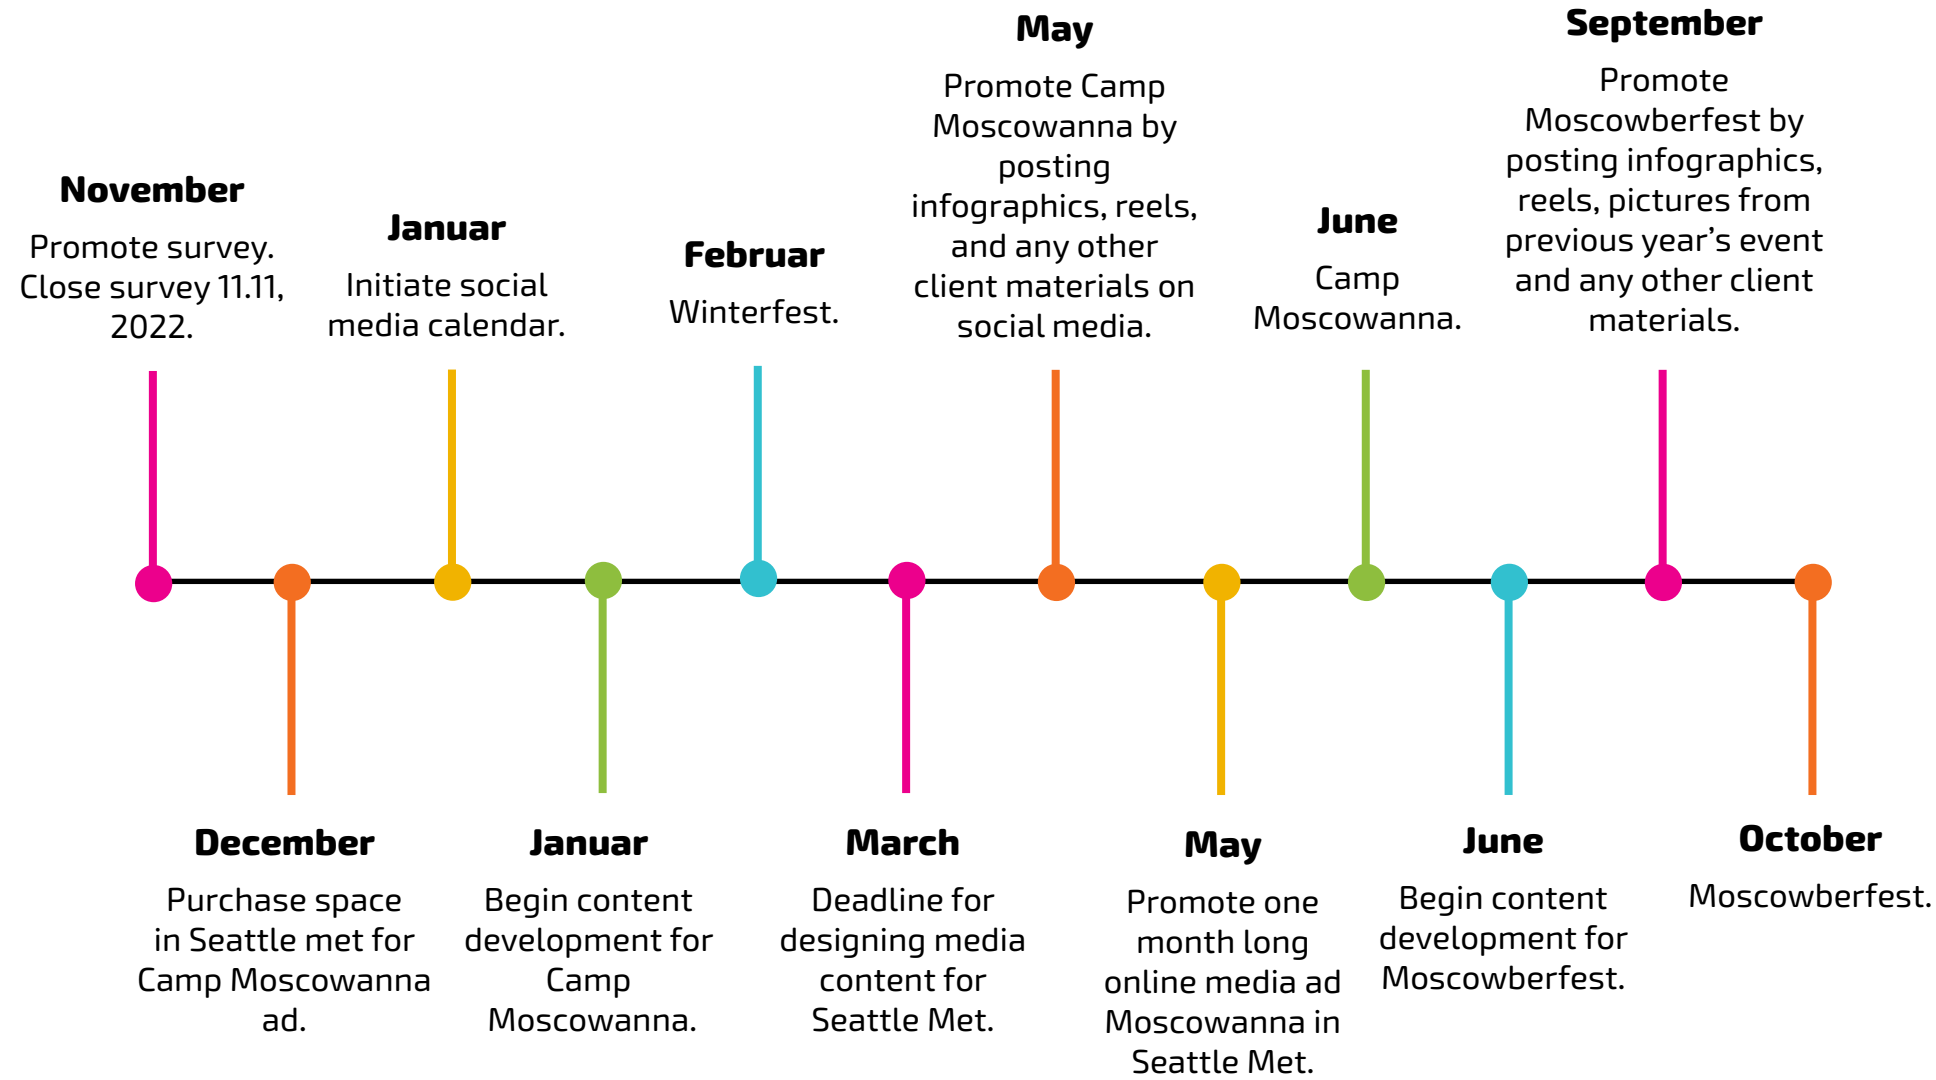 November
Promote survey.
Close survey 11.11,
2022.
December
Purchase space
in Seattle met for
Camp Moscowanna
ad.
Januar
Initiate social
media calendar.
Januar
Begin content
development for
Camp
Moscowanna.
Februar
Winterfest.
March
Deadline for
designing media
content for
Seattle Met.
May
Promote Camp
Moscowanna by
posting
infographics, reels,
and any other
client materials on
social media.
May
Promote one
month long
online media ad
Moscowanna in
Seattle Met.
June
Camp
Moscowanna.
June
Begin content
development for
Moscowberfest.
September
Promote
Moscowberfest by
posting infographics,
reels, pictures from
previous year’s event
and any other client
materials.
October
Moscowberfest.